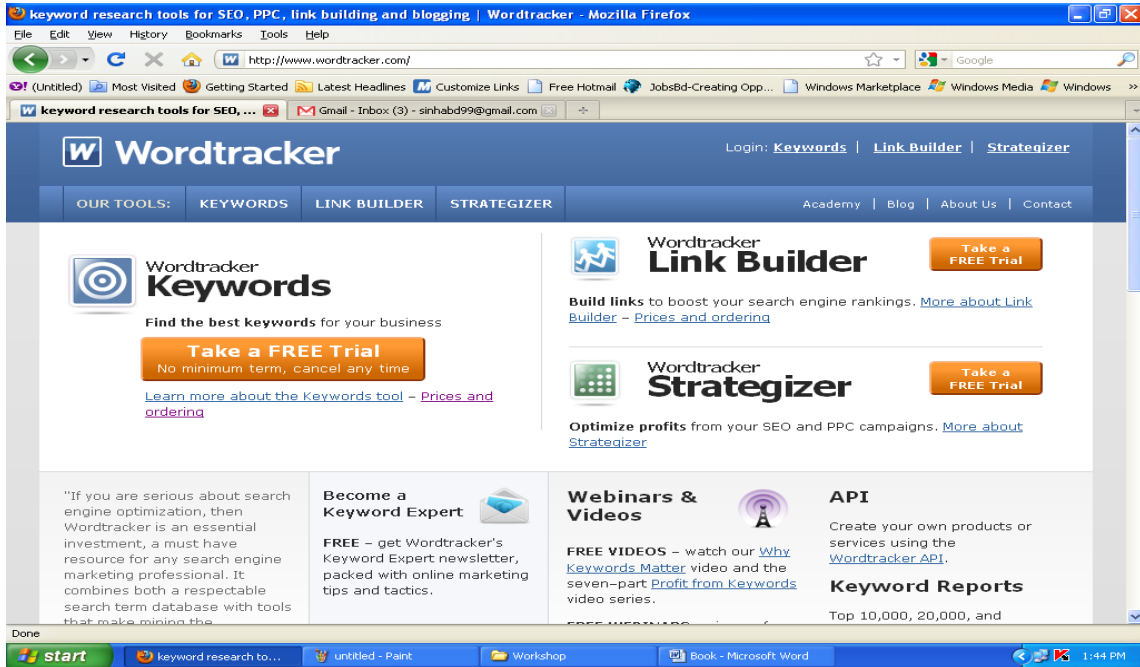 keyword research tools for SEO, PPC, link building and blogging | Wordtracker - Mozilla Firefox
File Edit View History Bookmarks Tools Help
W http://www.wordtracker.com/ Google
(Untitled) Most Visited Getting Started Latest Headlines Customize Links Free Hotmail JobsBd-Creating Opp... Windows Marketplace Windows Media Windows »
W keyword research tools for SEO, ... Gmail - Inbox (3) - sinhabd99@gmail.com
W Wordtracker
Login: Keywords | Link Builder | Strategizer
OUR TOOLS: KEYWORDS LINK BUILDER STRATEGIZER
Academy | Blog | About Us | Contact
Wordtracker
Keywords
Find the best keywords for your business
Take a FREE Trial
No minimum term, cancel any time
Learn more about the Keywords tool – Prices and
ordering
Wordtracker
Link Builder
Take a
FREE Trial
Build links to boost your search engine rankings. More about Link
Builder – Prices and ordering
Wordtracker
Strategizer
Take a
FREE Trial
Optimize profits from your SEO and PPC campaigns. More about
Strategizer
"If you are serious about search
engine optimization, then
Wordtracker is an essential
investment, a must have
resource for any search engine
marketing professional. It
combines both a respectable
search term database with tools
that make mining the
Become a
Keyword Expert
FREE – get Wordtracker's
Keyword Expert newsletter,
packed with online marketing
tips and tactics.
Webinars &
Videos
FREE VIDEOS – watch our Why
Keywords Matter video and the
seven-part Profit from Keywords
video series.
API
Create your own products or
services using the
Wordtracker API.
Keyword Reports
Top 10,000, 20,000, and
Done
start keyword research to... untitled - Paint Workshop Book - Microsoft Word 1:44 PM